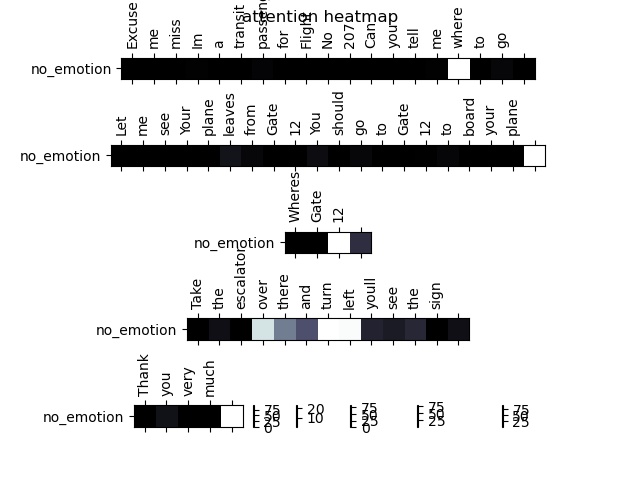 attention heatmap
Excuse me miss Im a transit passeng for Flight No 207 Can you tell me where to go
no_emotion
Let me see Your plane leaves from Gate 12 You should go to Gate 12 to board your plane
no_emotion
Wheres Gate 12
no_emotion
Take the escalator over there and turn left youll see the sign
no_emotion
Thank you very much
no_emotion
75 20 75 75 75
50 10 50 50 50
25 25 25 25
0 0